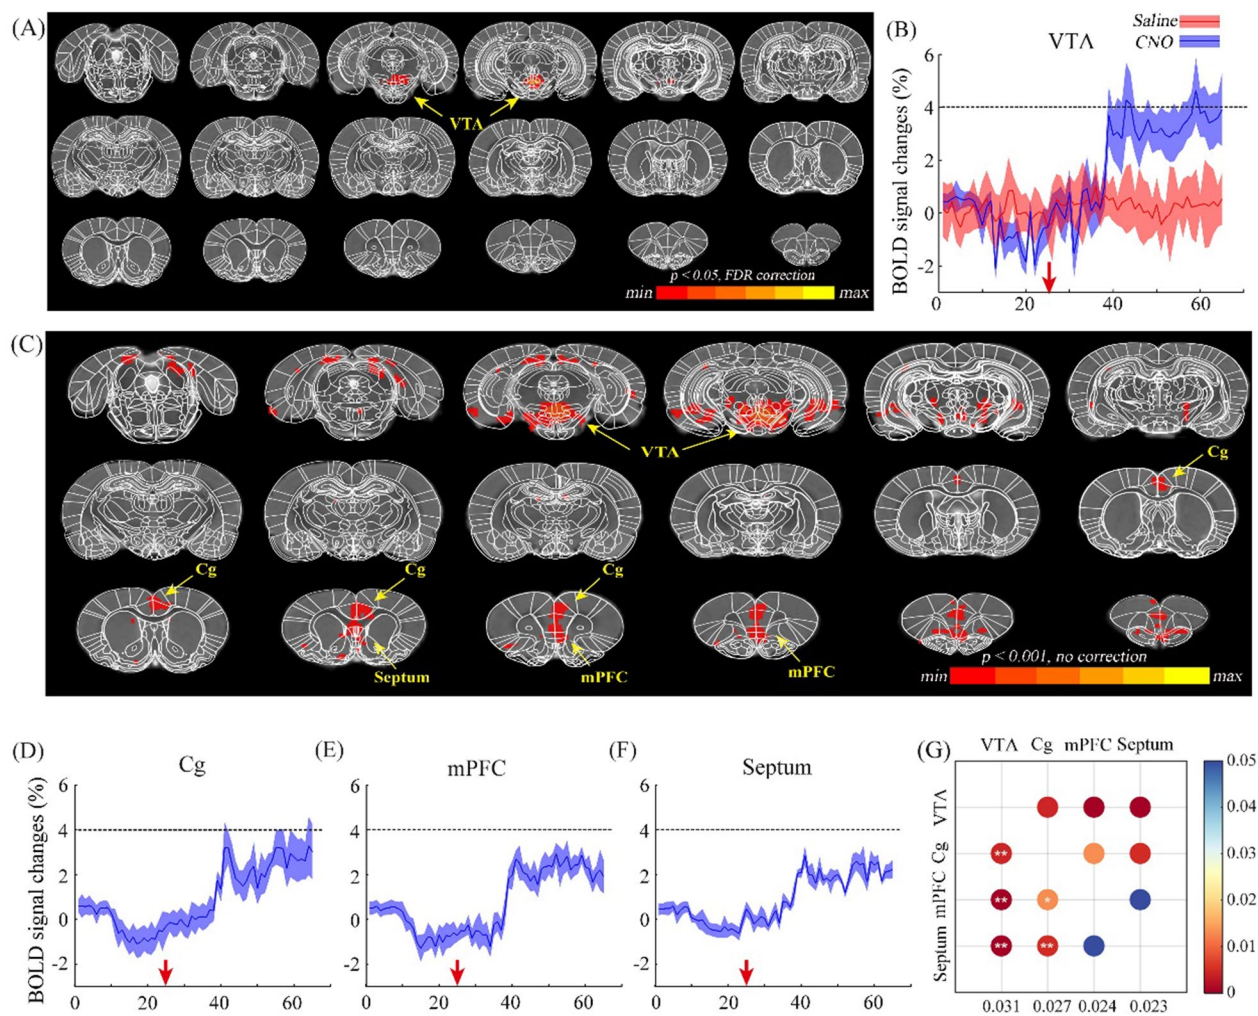 (A)
VTA
p < 0.05, FDR correction
min
max
(B)
VTA
Saline
CNO
BOLD signal changes (%)
6
4
2
0
-2
0
20
40
60
(C)
VTA
Cg
Cg
Cg
Cg
Septum
mPFC
mPFC
p < 0.001, no correction
min
max
(D)
Cg
BOLD signal changes (%)
6
4
2
0
-2
0
20
40
60
(E)
mPFC
6
4
2
0
-2
0
20
40
60
(F)
Septum
6
4
2
0
-2
0
20
40
60
(G)
VTA Cg mPFC Septum
VTA
Cg
mPFC
Septum
**
** *
** **
0.031 0.027 0.024 0.023
0.05
0.04
0.03
0.02
0.01
0